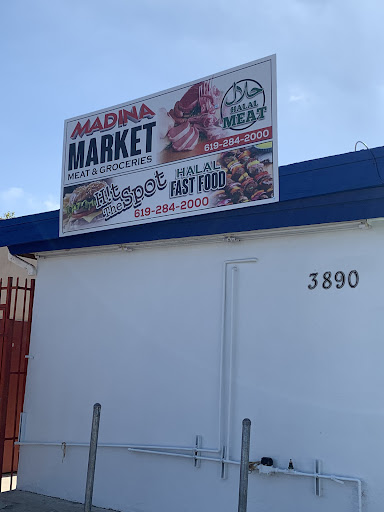 MADINA
MARKET
MEAT & GROCERIES
حلال
HALAL
MEAT
619-284-2000
Hit
The Spot
HALAL
FAST FOOD
619-284-2000
3890